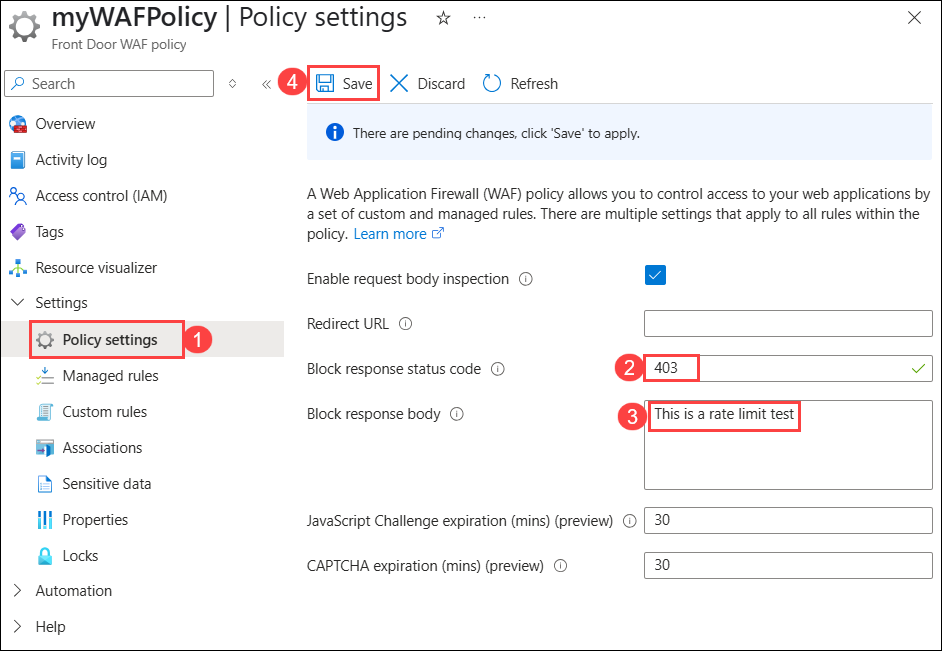 myWAFPolicy | Policy settings ☆ ...
Front Door WAF policy
Search
4
Save
Discard
Refresh
There are pending changes, click 'Save' to apply.
Overview
Activity log
Access control (IAM)
Tags
Resource visualizer
Settings
Policy settings
1
Managed rules
Custom rules
Associations
Sensitive data
Properties
Locks
Automation
Help
A Web Application Firewall (WAF) policy allows you to control access to your web applications by
a set of custom and managed rules. There are multiple settings that apply to all rules within the
policy. Learn more
Enable request body inspection
Redirect URL
Block response status code
2
403
Block response body
3
This is a rate limit test
JavaScript Challenge expiration (mins) (preview)
30
CAPTCHA expiration (mins) (preview)
30